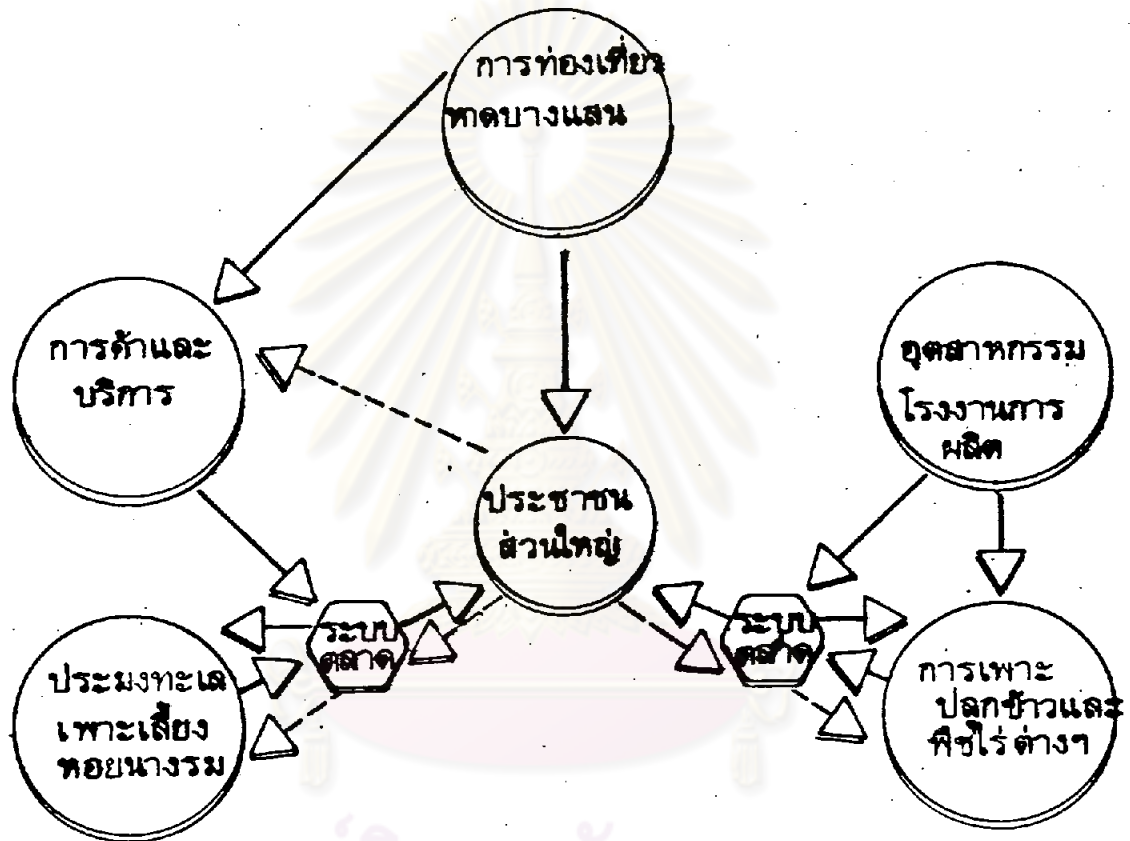 การท่องเที่ยว
หาดบางแสน
การค้าและ
บริการ
อุตสาหกรรม
โรงงานการ
ผลิต
ประชาชน
ส่วนใหญ่
ระบบ
ตลาด
ระบบ
ตลาด
ประมงทะเล
เพาะเลี้ยง
หอยนางรม
การเพาะ
ปลูกข้าวและ
พืชไร่ต่างๆ